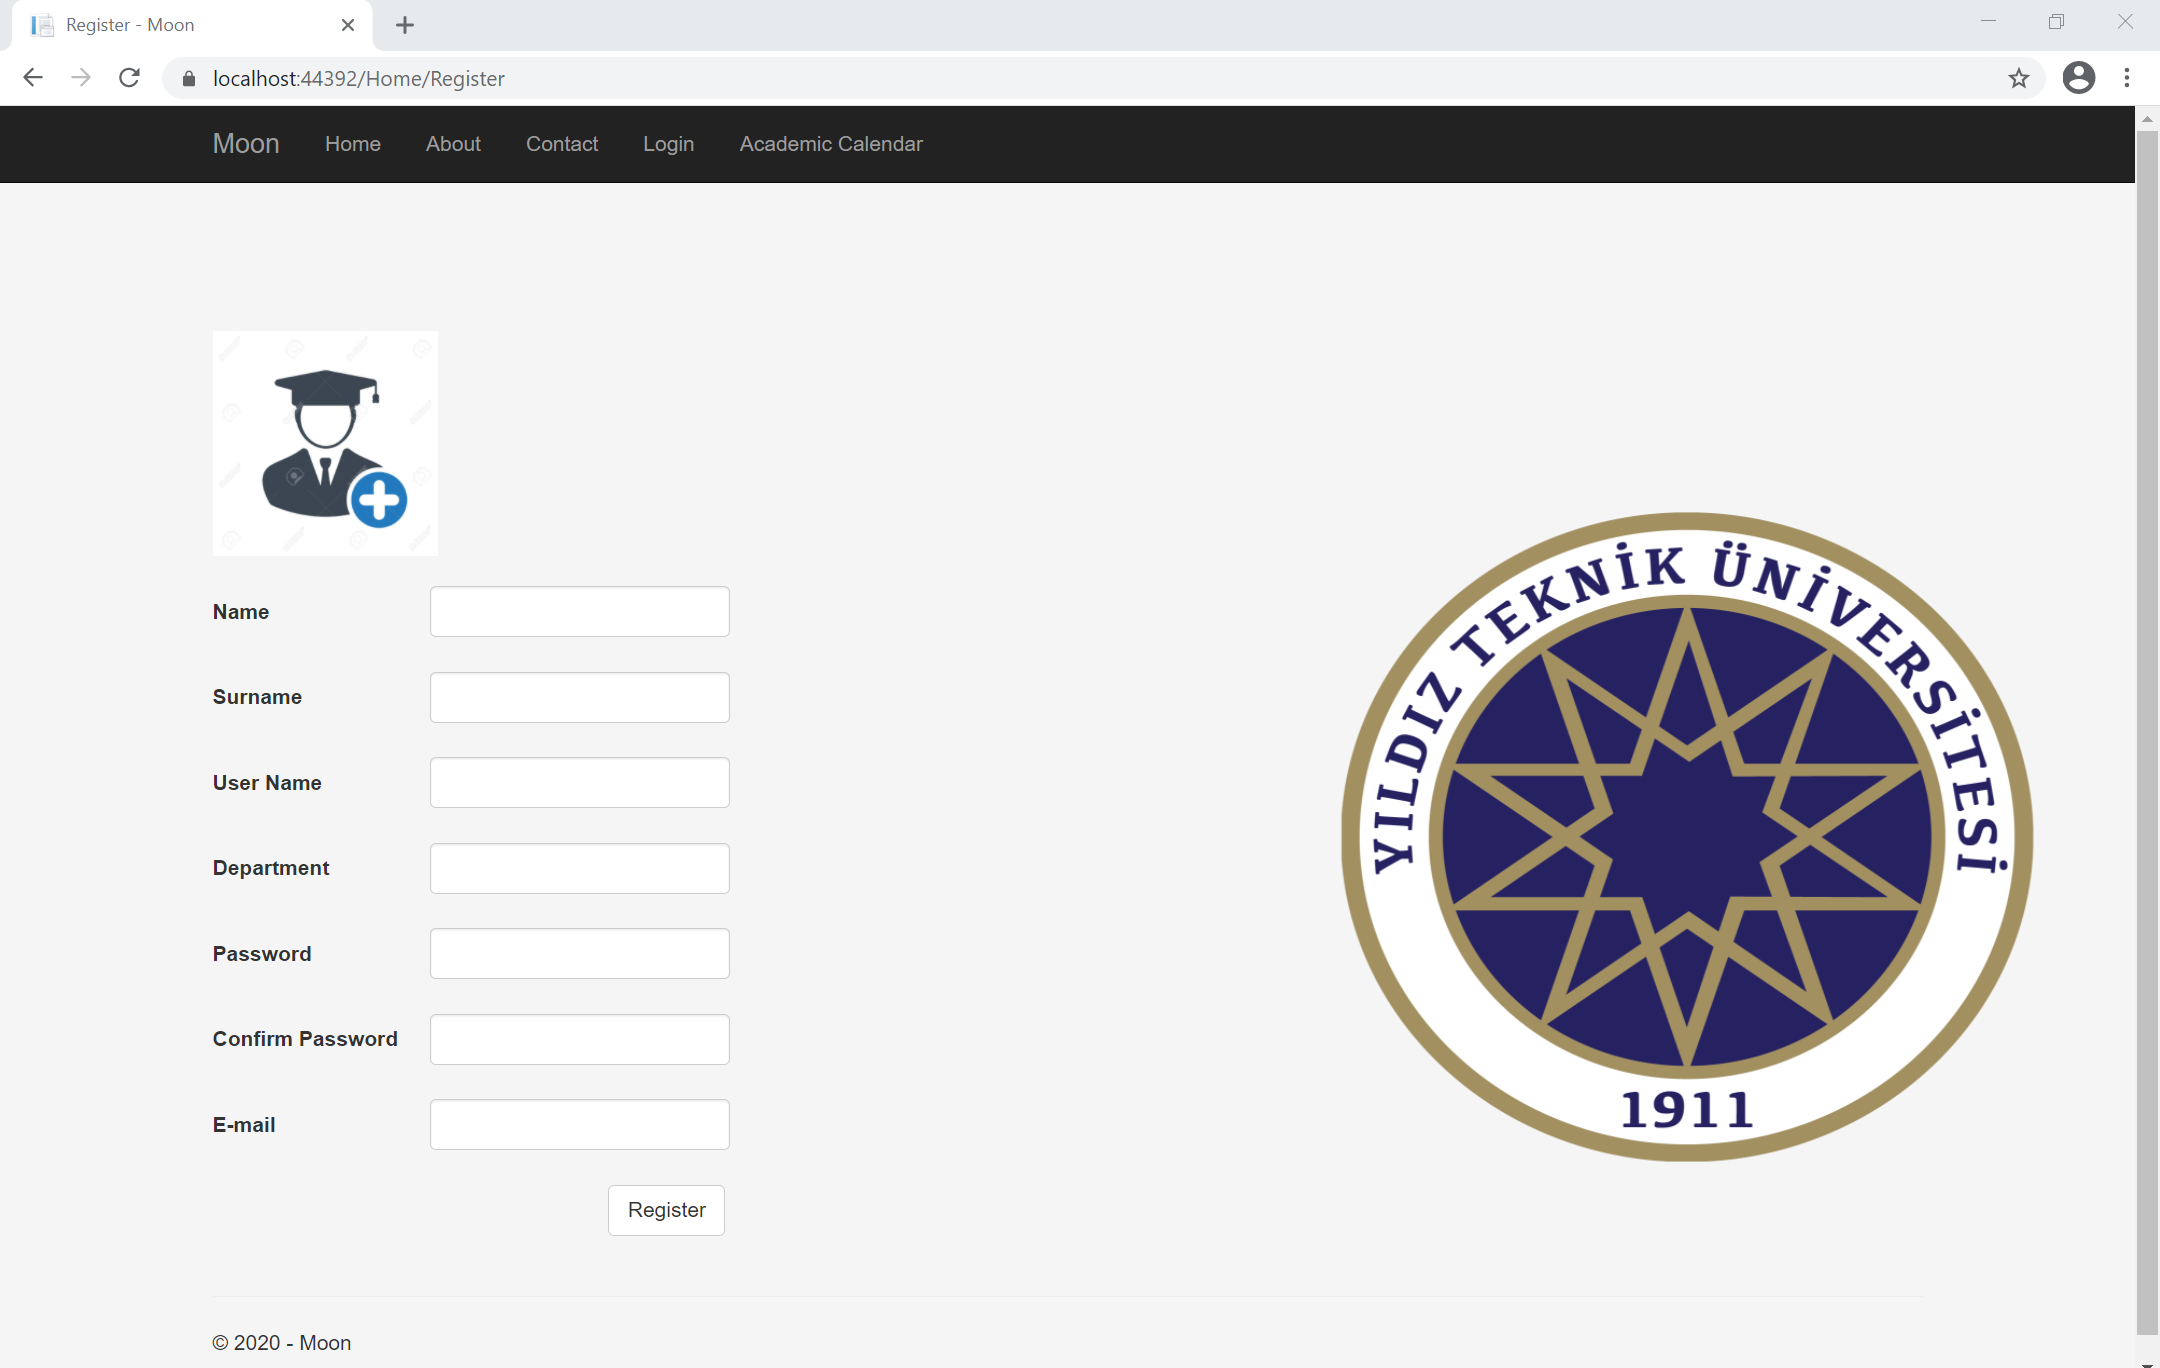 Register - Moon
localhost:44392/Home/Register
Moon Home About Contact Login Academic Calendar
Name
Surname
User Name
Department
Password
Confirm Password
E-mail
Register
YILDIZ TEKNİK ÜNİVERSİTESİ
1911
© 2020 - Moon